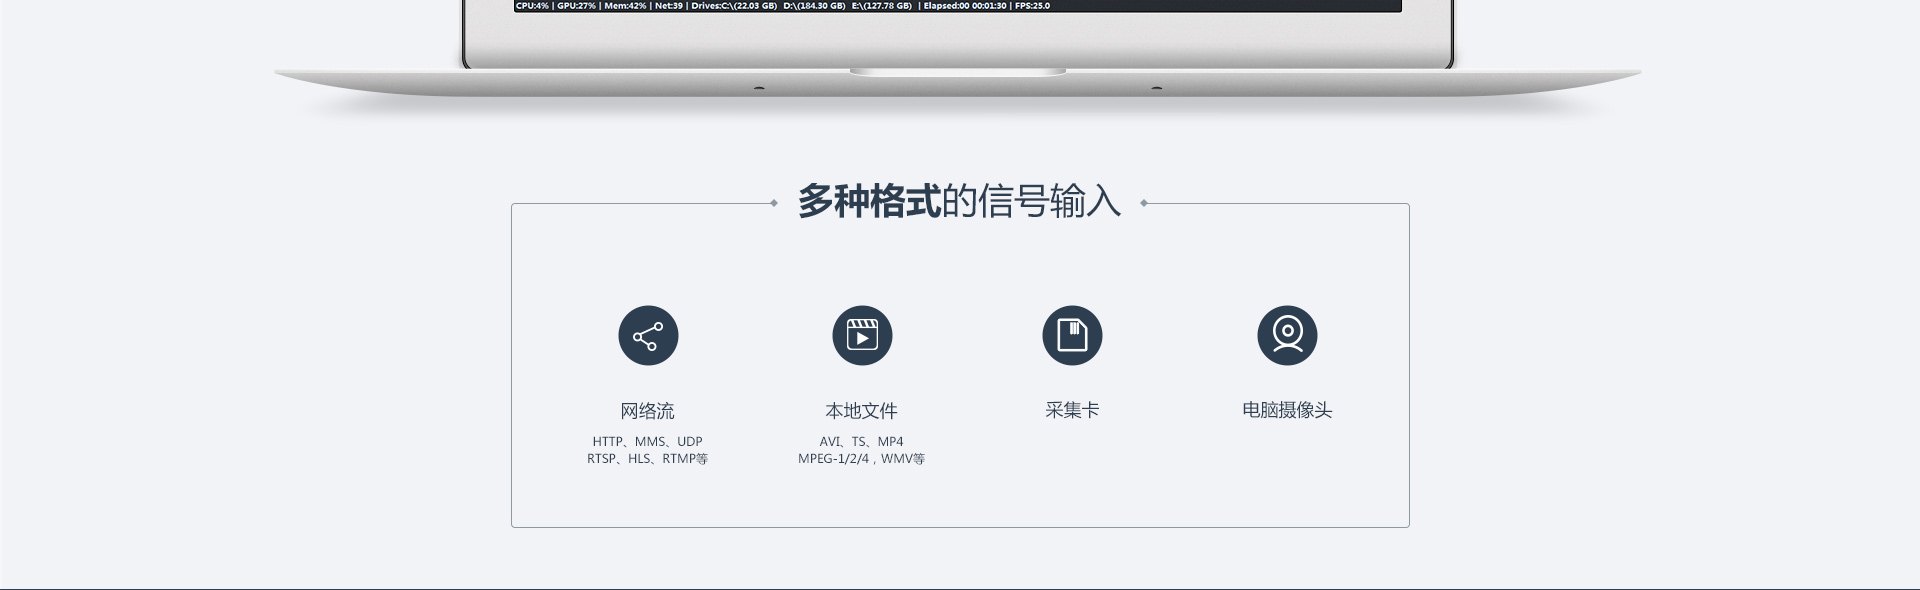 CPU:4% | GPU:27% | Mem:42% | Net:39 | Drives:C:\(22.03 GB) D:\(184.30 GB) E:\(127.78 GB) | Elapsed:00 00:01:30 | FPS:25.0
多种格式的信号输入
网络流
HTTP、MMS、UDP
RTSP、HLS、RTMP等
本地文件
AVI、TS、MP4
MPEG-1/2/4，WMV等
采集卡
电脑摄像头